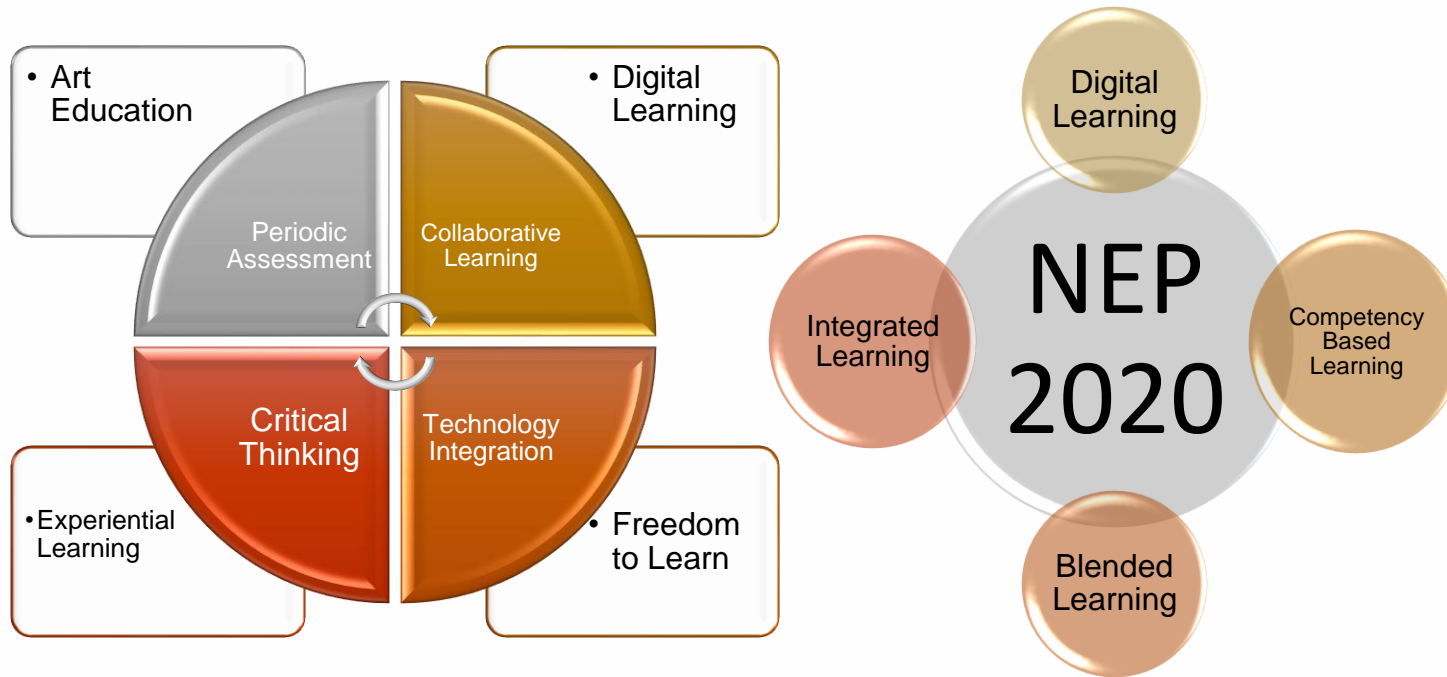 • Art
Education
• Digital
Learning
Periodic
Assessment
Collaborative
Learning
Critical
Thinking
Technology
Integration
• Experiential
Learning
• Freedom
to Learn
Digital
Learning
Integrated
Learning
NEP
2020
Competency
Based
Learning
Blended
Learning